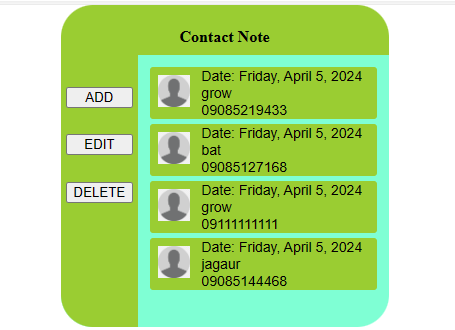 Contact Note
ADD
EDIT
DELETE
Date: Friday, April 5, 2024
grow
09085219433
Date: Friday, April 5, 2024
bat
09085127168
Date: Friday, April 5, 2024
grow
09111111111
Date: Friday, April 5, 2024
jagaur
09085144468